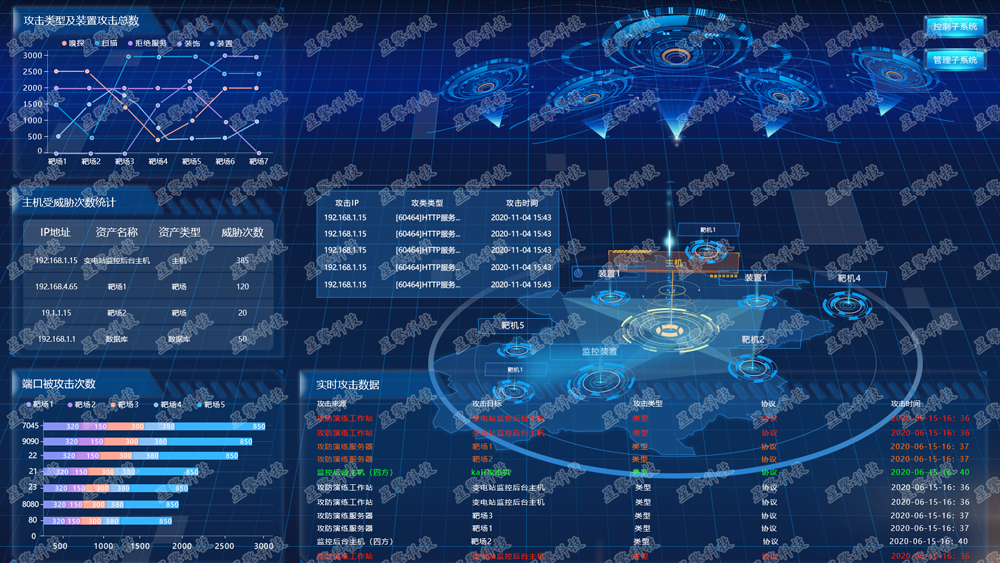 攻击类型及装置攻击总数
嗅探 扫描 拒绝服务 装饰 装置
3000
2500
2000
1500
1000
500
0
靶场1 靶场2 靶场3 靶场4 靶场5 靶场6 靶场7
控制子系统
管理子系统
主机受威胁次数统计
IP地址 资产名称 资产类型 威胁次数
192.168.1.15 变电站监控后台主机 主机 385
192.168.4.65 靶场1 靶场 120
19.1.1.15 靶场2 靶场 20
192.168.1.1 数据库 数据库 50
攻击IP 攻类类型 攻击时间
192.168.1.15 [60464]HTTP服务... 2020-11-04 15:43
192.168.1.15 [60464]HTTP服务... 2020-11-04 15:43
192.168.1.15 [60464]HTTP服务... 2020-11-04 15:43
192.168.1.15 [60464]HTTP服务... 2020-11-04 15:43
192.168.1.15 [60464]HTTP服务... 2020-11-04 15:43
靶机1
主机
装置1
装置1
靶机4
靶机5
靶机2
监控装置
靶机1
端口被攻击次数
靶场1 靶场2 靶场3 靶场4 靶场5
7045 320 150 300 380 850
9090 320 150 300 380 850
22 320 150 300 380 850
21 320 150 300 380 650
23 320 150 300 380 850
8080 320 150 300 380 850
80 320 150 300 380 850
0 500 1000 1500 2000 2500 3000
实时攻击数据
攻击来源 攻击目标 攻击类型 协议 攻击时间
攻防演练工作站 变电站监控后台主机 类型 协议 2020-06-15-16: 36
攻防演练工作站 变电站监控后台主机 类型 协议 2020-06-15-16: 37
攻防演练服务器 靶场1 类型 协议 2020-06-15-16: 37
攻防演练服务器 靶场2 类型 协议 2020-06-15-16: 37
监控后台主机（四方） 类型 协议 2020-06-15-16: 40
攻防演练工作站 变电站监控后台主机 类型 协议 2020-06-15-16: 36
攻防演练工作站 变电站监控后台主机 类型 协议 2020-06-15-16: 36
攻防演练服务器 靶场3 类型 协议 2020-06-15-16: 37
攻防演练服务器 靶场1 类型 协议 2020-06-15-16: 37
监控后台主机（四方） 靶场2 类型 协议 2020-06-15-16: 40
攻防演练工作站 变电站监控后台主机 类型 协议 2020-06-15-16: 36